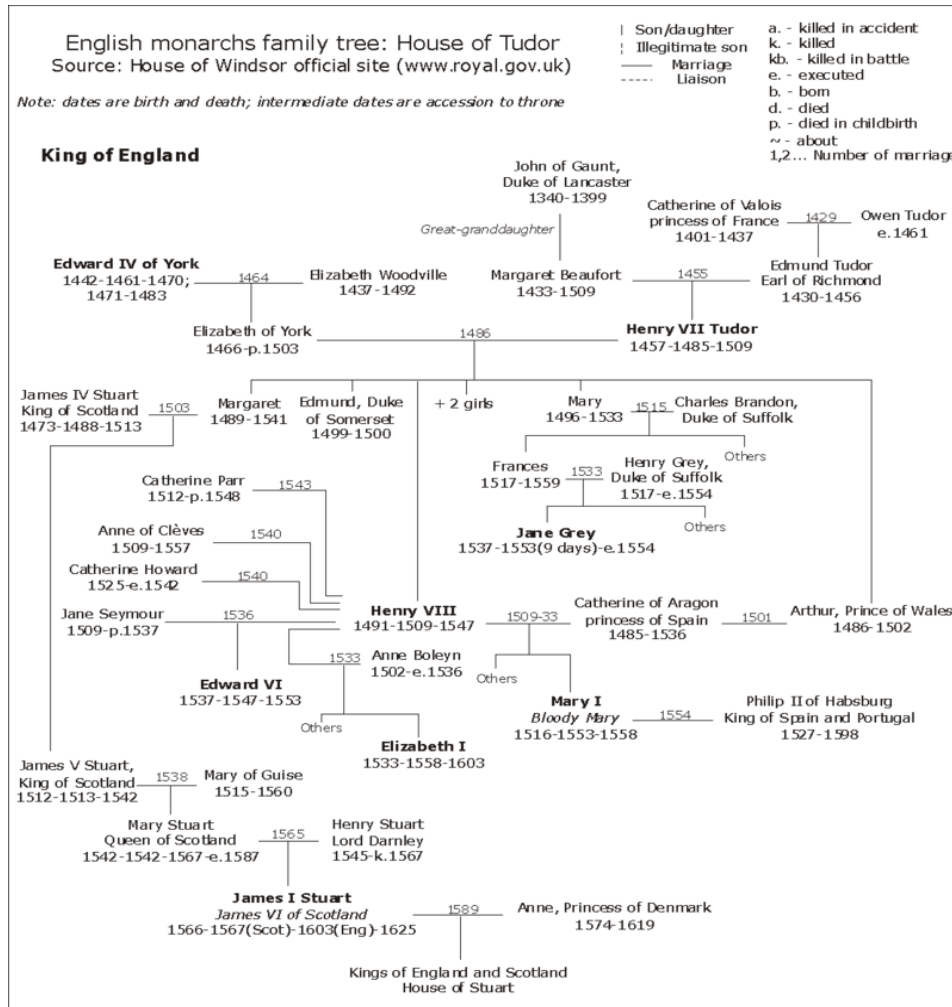 English monarchs family tree: House of Tudor
Source: House of Windsor official site (www.royal.gov.uk)
Note: dates are birth and death; intermediate dates are accession to throne
| Son/daughter
¦ Illegitimate son
— Marriage
---- Liaison
a. - killed in accident
k. - killed
kb. - killed in battle
e. - executed
b. - born
d. - died
p. - died in childbirth
~ - about
1,2... Number of marriage
King of England
John of Gaunt,
Duke of Lancaster
1340-1399
Great-granddaughter
Catherine of Valois
princess of France
1401-1437
1429
Owen Tudor
e.1461
Edward IV of York
1442-1461-1470;
1471-1483
1464
Elizabeth Woodville
1437-1492
Margaret Beaufort
1433-1509
1455
Edmund Tudor
Earl of Richmond
1430-1456
Elizabeth of York
1466-p.1503
1486
Henry VII Tudor
1457-1485-1509
James IV Stuart
King of Scotland
1473-1488-1513
1503
Margaret
1489-1541
Edmund, Duke
of Somerset
1499-1500
+ 2 girls
Mary
1496-1533
1515
Charles Brandon,
Duke of Suffolk
Others
Frances
1517-1559
1533
Henry Grey,
Duke of Suffolk
1517-e.1554
Others
Jane Grey
1537-1553(9 days)-e.1554
Catherine Parr
1512-p.1548
1543
Anne of Clèves
1509-1557
1540
Catherine Howard
1525-e.1542
1540
Jane Seymour
1509-p.1537
1536
Henry VIII
1491-1509-1547
1509-33
Catherine of Aragon
princess of Spain
1485-1536
1501
Arthur, Prince of Wales
1486-1502
1533
Anne Boleyn
1502-e.1536
Edward VI
1537-1547-1553
Others
Elizabeth I
1533-1558-1603
Others
Mary I
Bloody Mary
1516-1553-1558
1554
Philip II of Habsburg
King of Spain and Portugal
1527-1598
James V Stuart,
King of Scotland
1512-1513-1542
1538
Mary of Guise
1515-1560
Mary Stuart
Queen of Scotland
1542-1542-1567-e.1587
1565
Henry Stuart
Lord Darnley
1545-k.1567
James I Stuart
James VI of Scotland
1566-1567(Scot)-1603(Eng)-1625
1589
Anne, Princess of Denmark
1574-1619
Kings of England and Scotland
House of Stuart